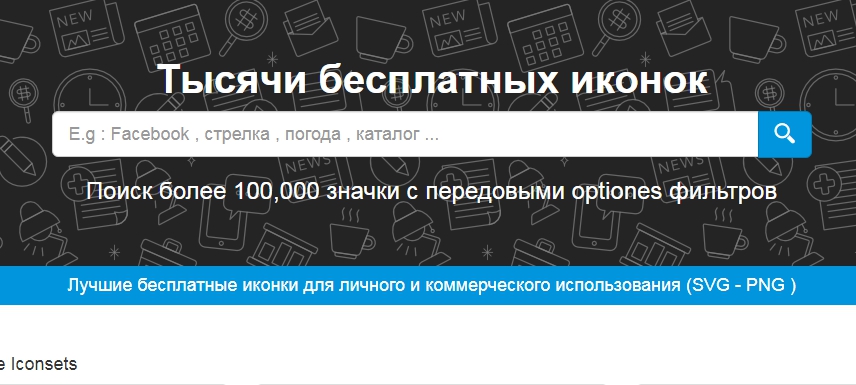 Тысячи бесплатных иконок
E.g : Facebook , стрелка , погода , каталог ...
Поиск более 100,000 значки с передовыми optiones фильтров
Лучшие бесплатные иконки для личного и коммерческого использования (SVG - PNG )
e Iconsets
NEW
NEW
NEW
NEWS
NEWS